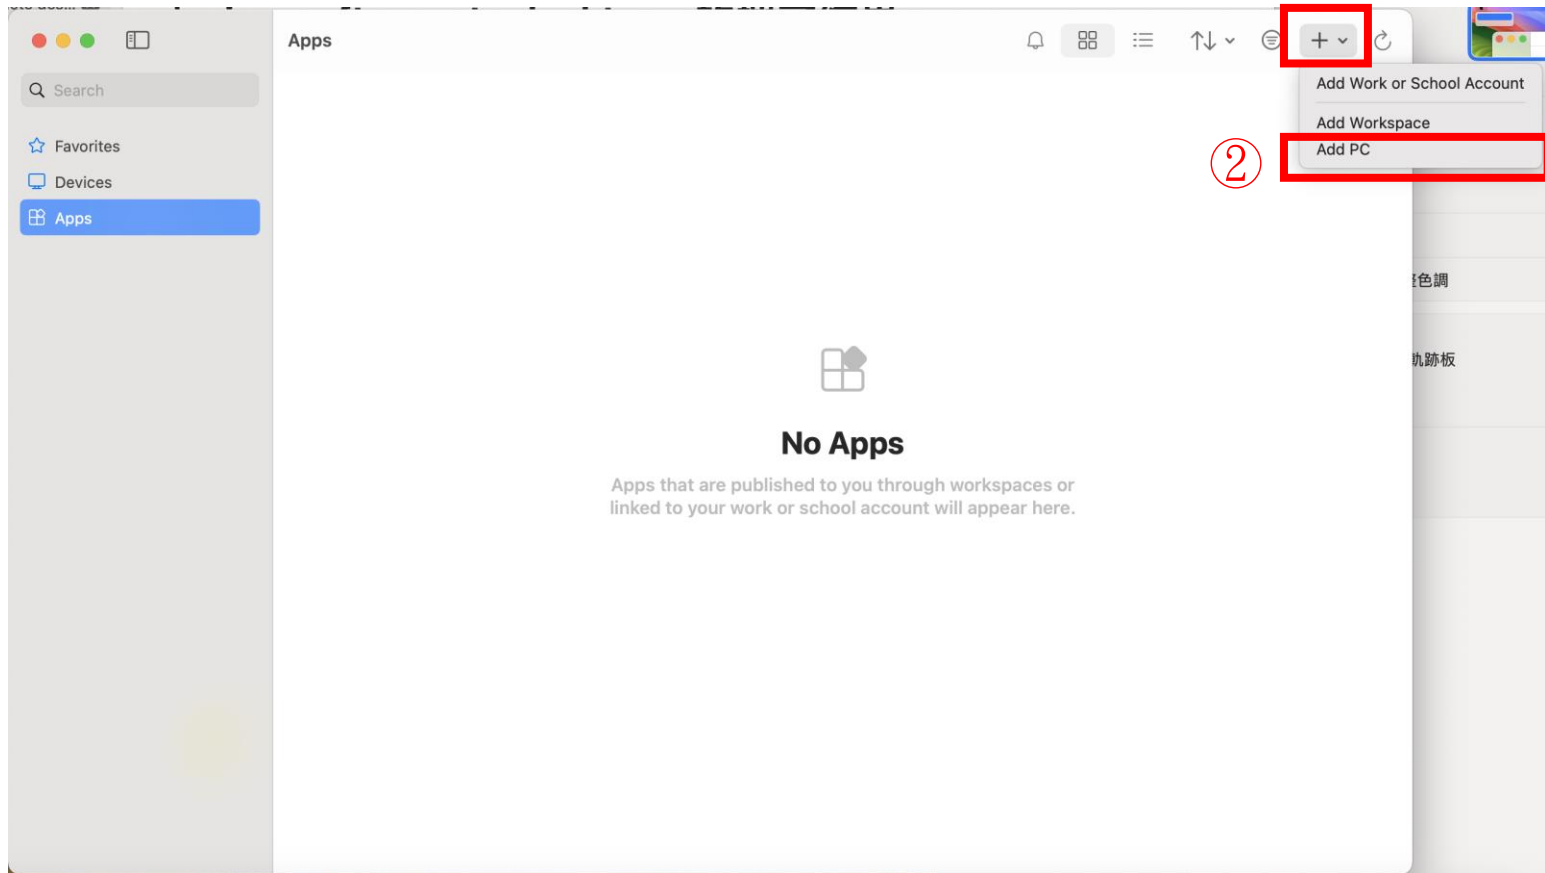 Apps
Search
Favorites
Devices
Apps
Add Work or School Account
Add Workspace
Add PC
②
色調
軌跡板
No Apps
Apps that are published to you through workspaces or
linked to your work or school account will appear here.